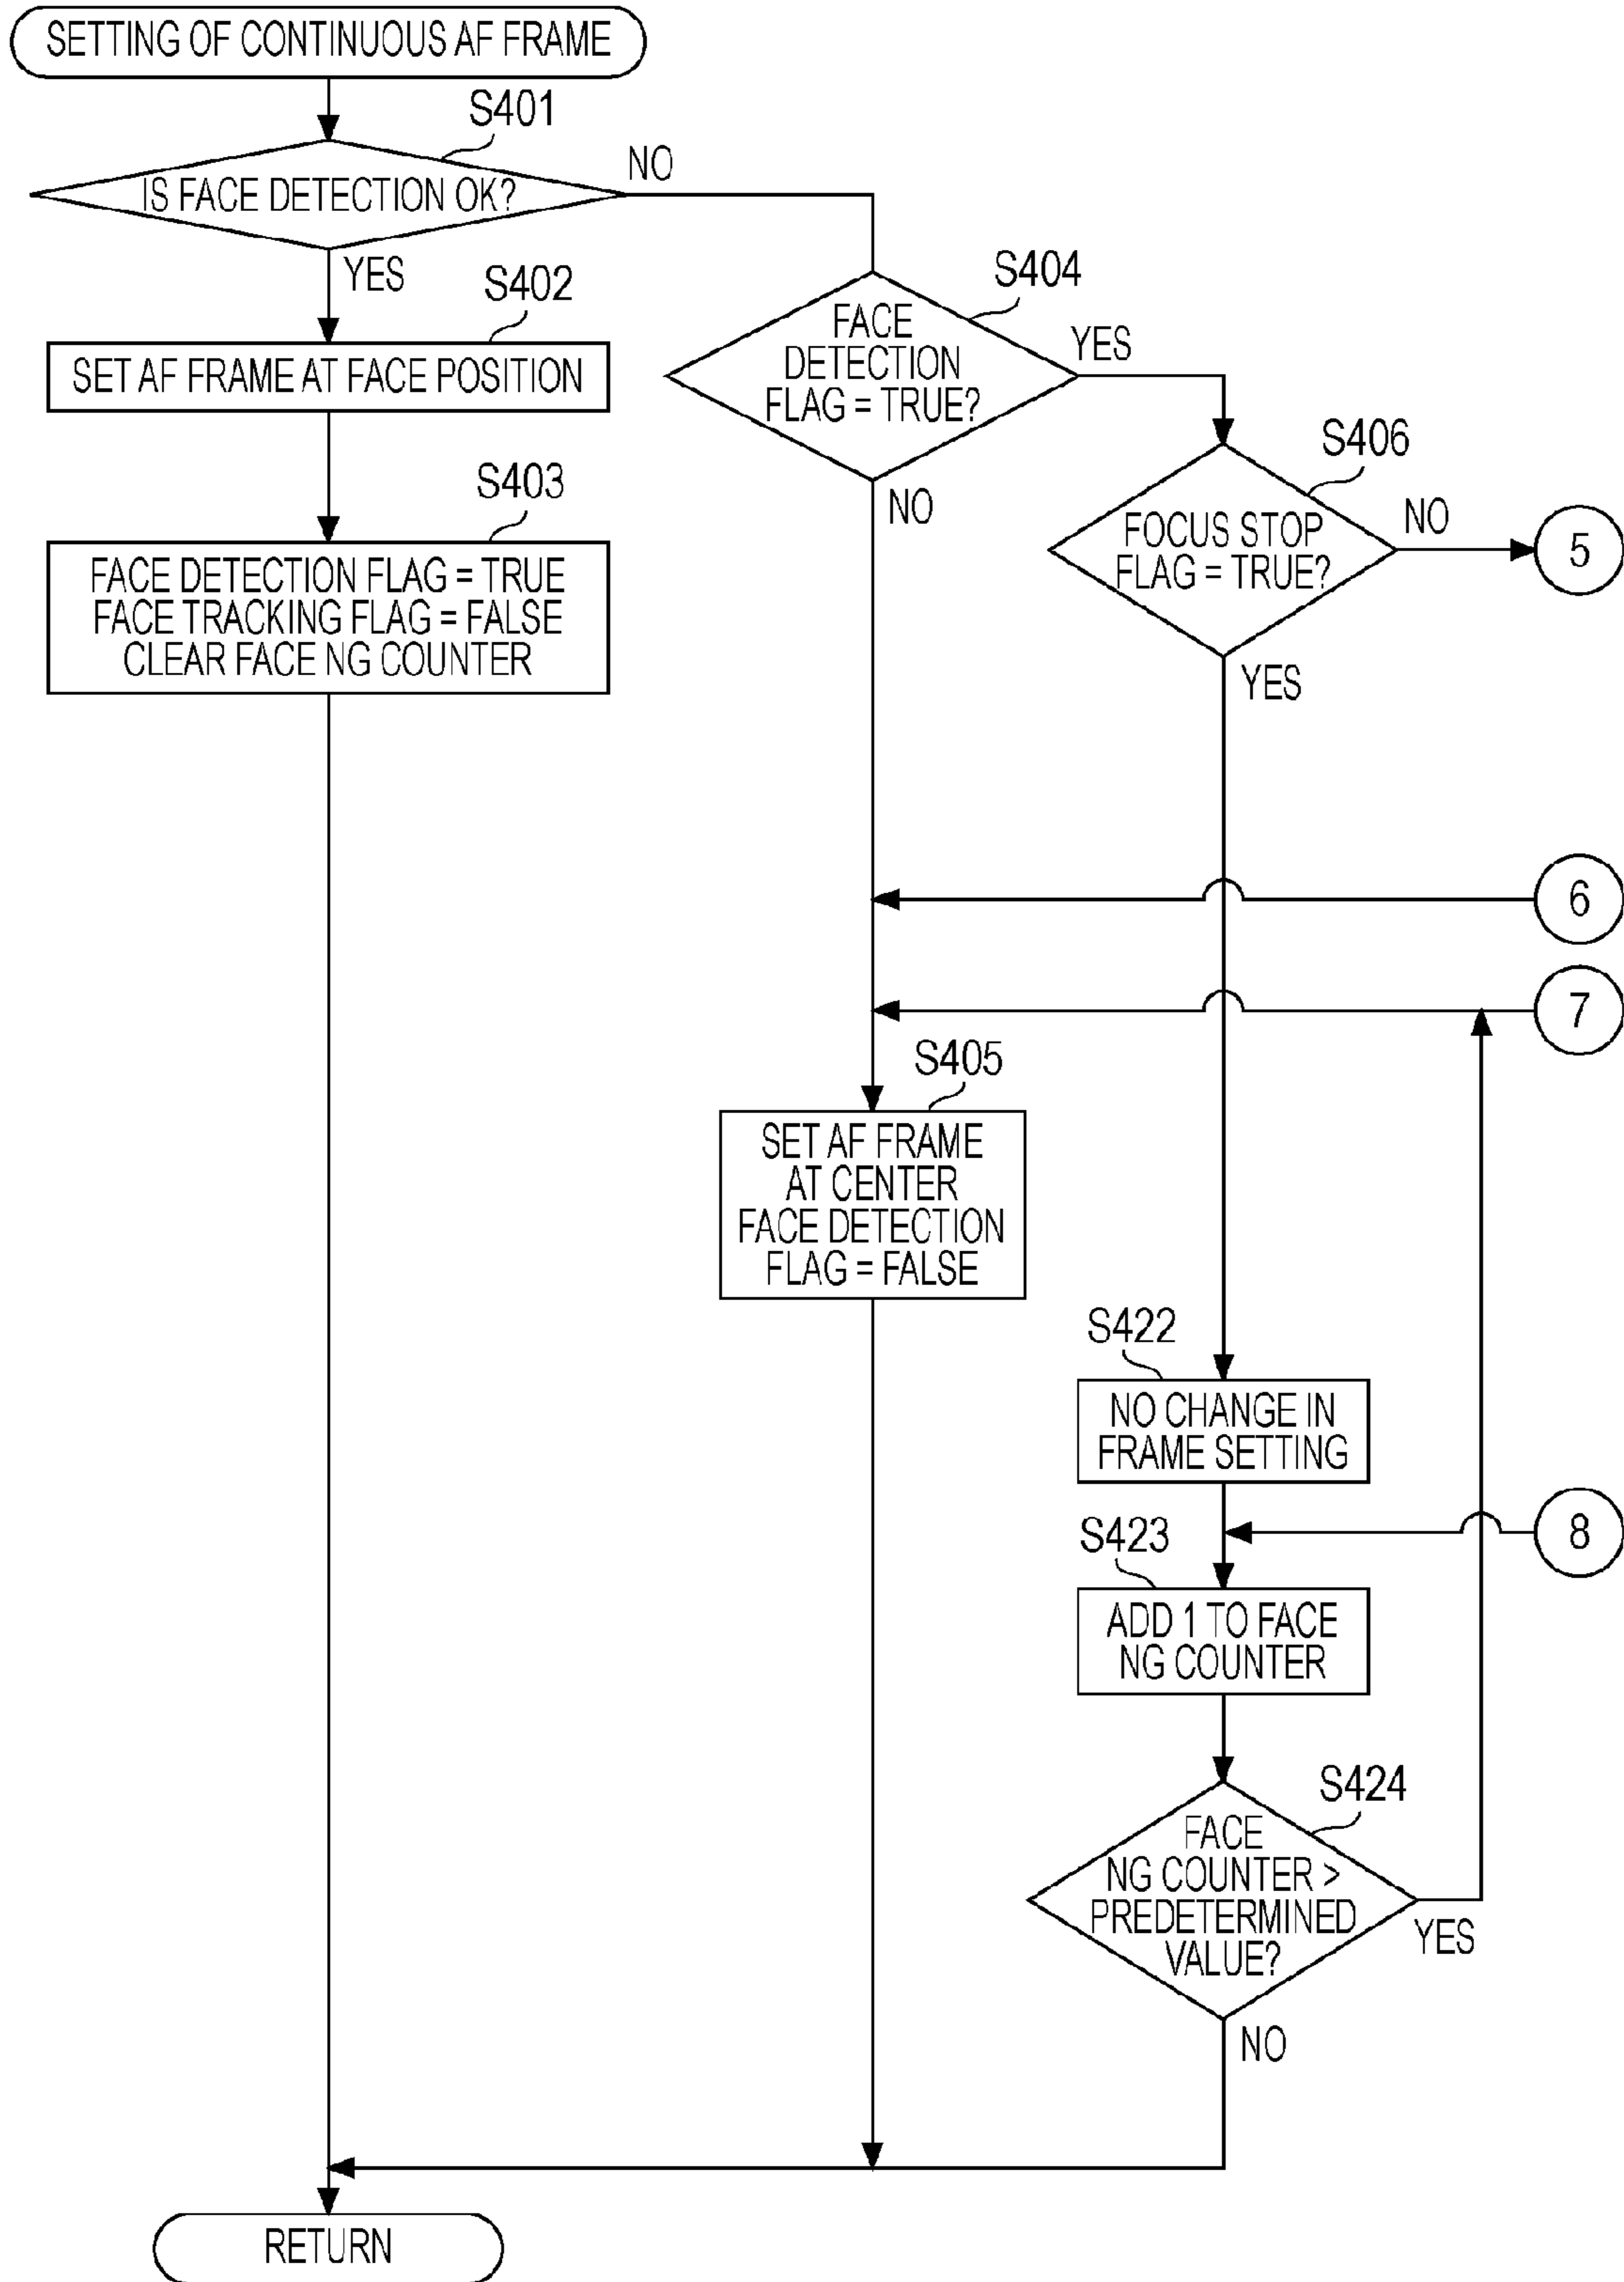 SETTING OF CONTINUOUS AF FRAME
S401
IS FACE DETECTION OK?
NO
YES
S402
SET AF FRAME AT FACE POSITION
S403
FACE DETECTION FLAG = TRUE
FACE TRACKING FLAG = FALSE
CLEAR FACE NG COUNTER
S404
FACE
DETECTION
FLAG = TRUE?
YES
NO
S406
FOCUS STOP
FLAG = TRUE?
NO
5
YES
6
7
S405
SET AF FRAME
AT CENTER
FACE DETECTION
FLAG = FALSE
S422
NO CHANGE IN
FRAME SETTING
8
S423
ADD 1 TO FACE
NG COUNTER
S424
FACE
NG COUNTER >
PREDETERMINED
VALUE?
YES
NO
RETURN